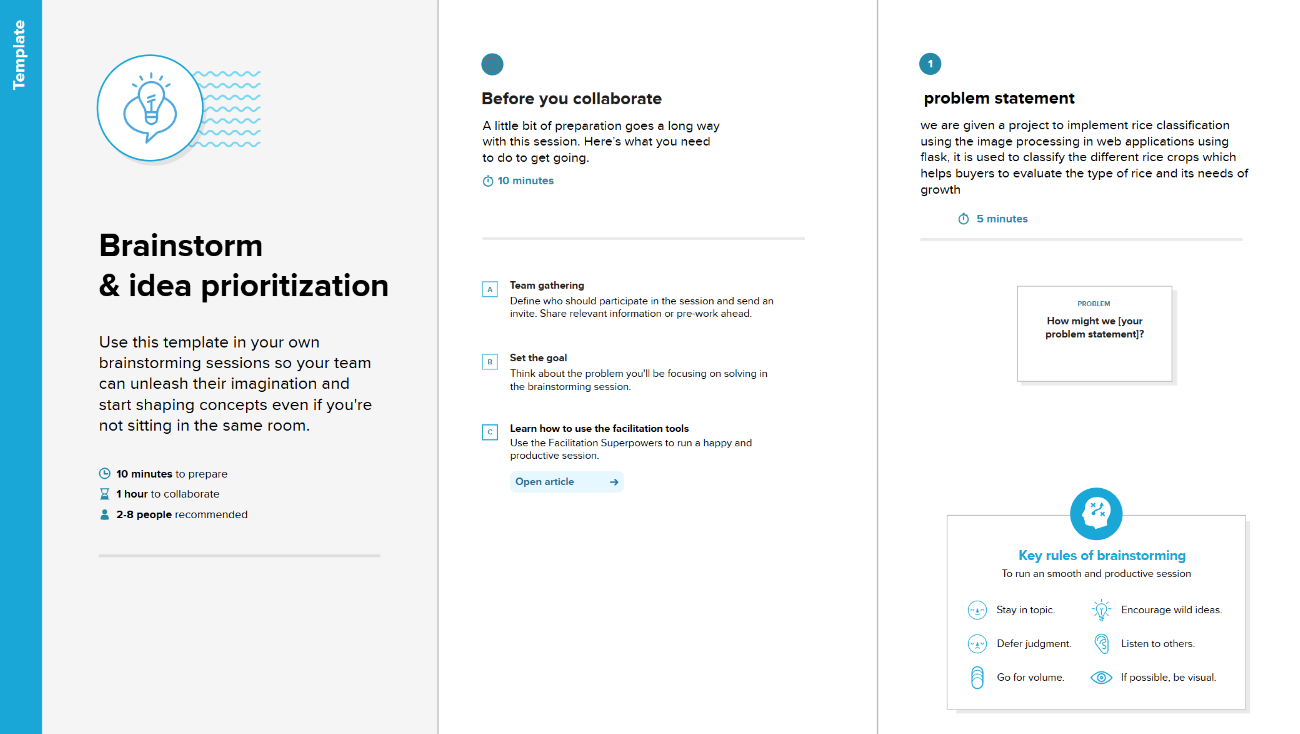 Template
Brainstorm
& idea prioritization
Use this template in your own
brainstorming sessions so your team
can unleash their imagination and
start shaping concepts even if you're
not sitting in the same room.
10 minutes to prepare
1 hour to collaborate
2-8 people recommended
Before you collaborate
A little bit of preparation goes a long way
with this session. Here's what you need
to do to get going.
10 minutes
A
Team gathering
Define who should participate in the session and send an
invite. Share relevant information or pre-work ahead.
B
Set the goal
Think about the problem you'll be focusing on solving in
the brainstorming session.
C
Learn how to use the facilitation tools
Use the Facilitation Superpowers to run a happy and
productive session.
Open article
1
problem statement
we are given a project to implement rice classification
using the image processing in web applications using
flask, it is used to classify the different rice crops which
helps buyers to evaluate the type of rice and its needs of
growth
5 minutes
PROBLEM
How might we [your
problem statement]?
Key rules of brainstorming
To run an smooth and productive session
Stay in topic.
Encourage wild ideas.
Defer judgment.
Listen to others.
Go for volume.
If possible, be visual.